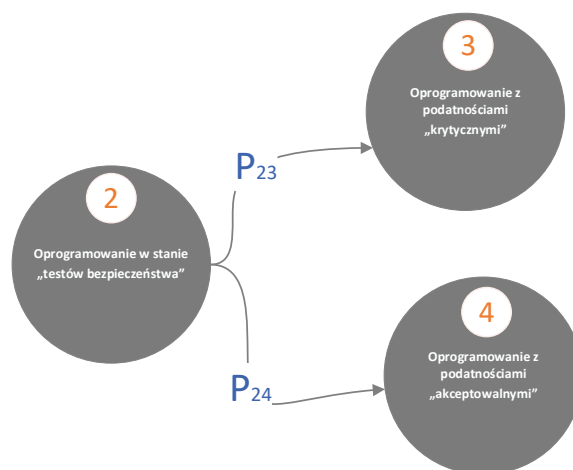 3
Oprogramowanie z
podatnościami
„krytycznymi”
P23
2
Oprogramowanie w stanie
„testów bezpieczeństwa”
4
Oprogramowanie z
podatnościami
„akceptowalnymi”
P24